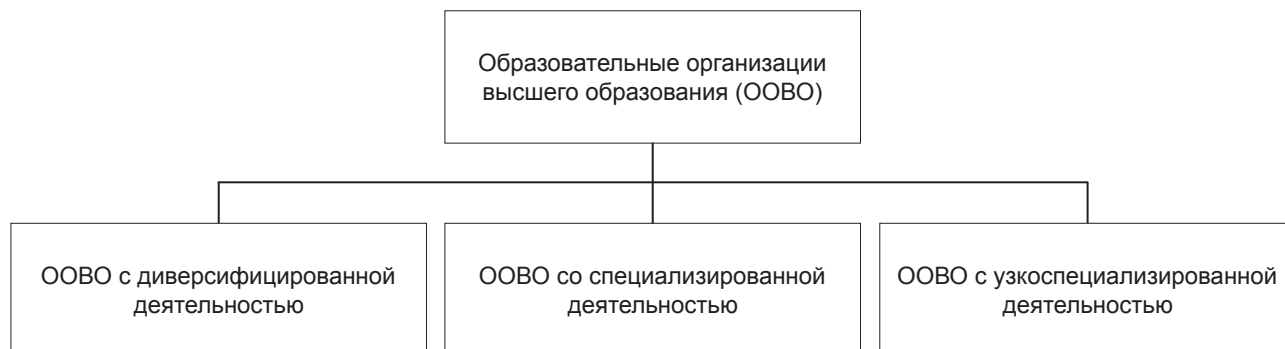 Образовательные организации
высшего образования (ООВО)
ООВО с диверсифицированной
деятельностью
ООВО со специализированной
деятельностью
ООВО с узкоспециализированной
деятельностью